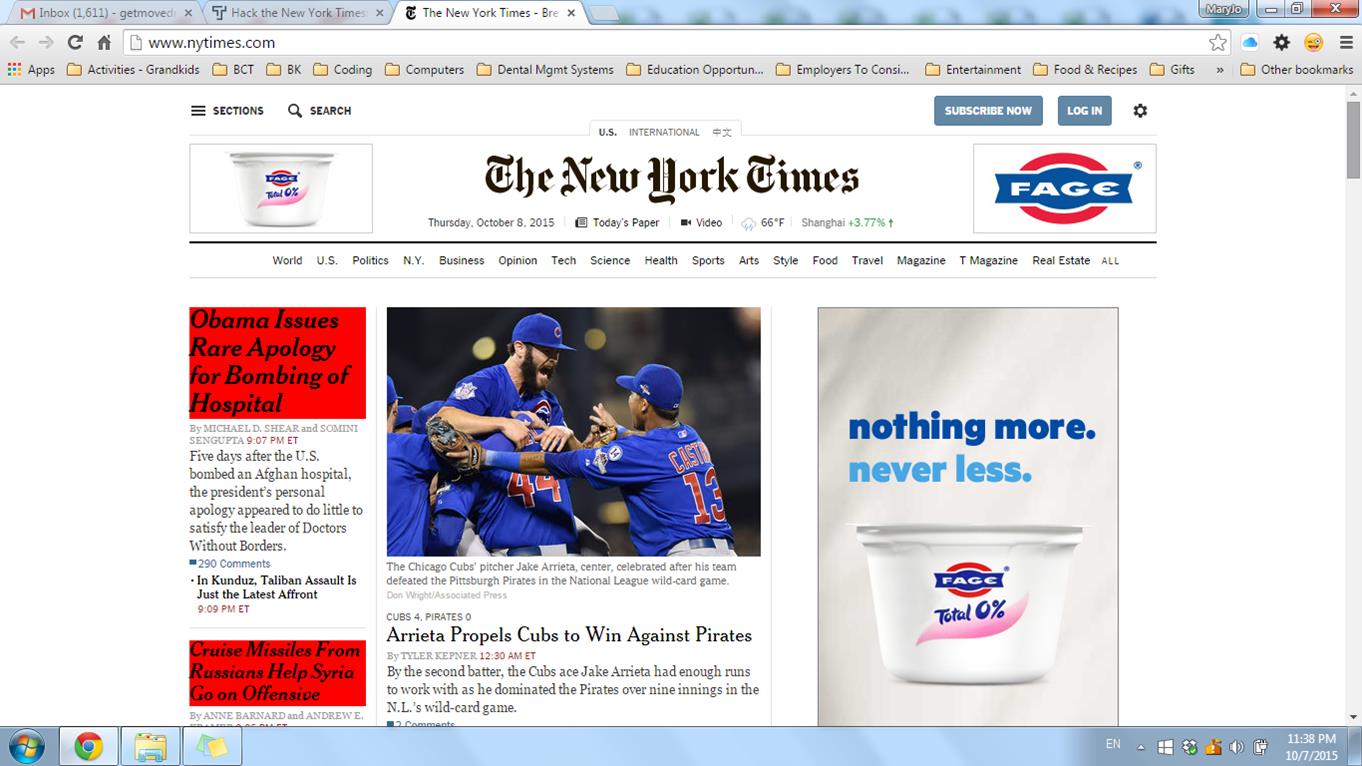 Inbox (1,611) - getmoved
Hack the New York Times
The New York Times - Bre
MaryJo
www.nytimes.com
Apps
Activities - Grandkids
BCT
BK
Coding
Computers
Dental Mgmt Systems
Education Opportun...
Employers To Consi...
Entertainment
Food & Recipes
Gifts
»
Other bookmarks
SECTIONS
SEARCH
SUBSCRIBE NOW
LOG IN
U.S.
INTERNATIONAL
中文
FAGE
Total 0%
The New York Times
FAGE®
Thursday, October 8, 2015
Today's Paper
Video
66°F
Shanghai +3.77% ↑
World
U.S.
Politics
N.Y.
Business
Opinion
Tech
Science
Health
Sports
Arts
Style
Food
Travel
Magazine
T Magazine
Real Estate
ALL
Obama Issues
Rare Apology
for Bombing of
Hospital
By MICHAEL D. SHEAR and SOMINI
SENGUPTA 9:07 PM ET
Five days after the U.S.
bombed an Afghan hospital,
the president's personal
apology appeared to do little to
satisfy the leader of Doctors
Without Borders.
290 Comments
· In Kunduz, Taliban Assault Is
Just the Latest Affront
9:09 PM ET
Cruise Missiles From
Russians Help Syria
Go on Offensive
By ANNE BARNARD and ANDREW E.
44
CASTRO
13
The Chicago Cubs' pitcher Jake Arrieta, center, celebrated after his team
defeated the Pittsburgh Pirates in the National League wild-card game.
Don Wright/Associated Press
CUBS 4, PIRATES 0
Arrieta Propels Cubs to Win Against Pirates
By TYLER KEPNER 12:30 AM ET
By the second batter, the Cubs ace Jake Arrieta had enough runs
to work with as he dominated the Pirates over nine innings in the
N.L.'s wild-card game.
2 Comments
nothing more.
never less.
FAGE
Total 0%
EN
11:38 PM
10/7/2015